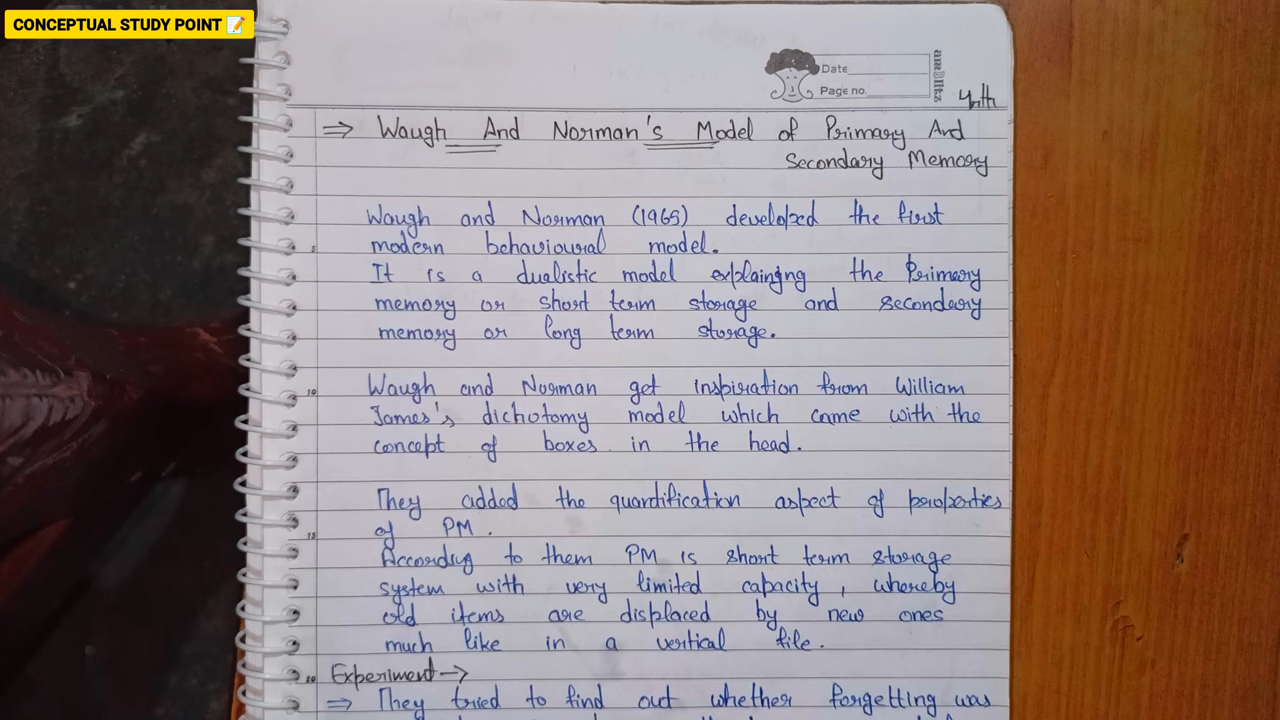 CONCEPTUAL STUDY POINT 📝
Date
Page no.
⇒ Waugh And Norman's Model of Primary And
Secondary Memory
Waugh and Norman (1965) developed the first
modern behavioural model.
It is a dualistic model explaining the Primary
memory or short term storage and secondary
memory or long term storage.
Waugh and Norman get inspiration from William
James's dichotomy model which came with the
concept of boxes in the head.
They added the quantification aspect of properties
of PM.
According to them PM is short term storage
system with very limited capacity, whereby
old items are displaced by new ones
much like in a vertical file.
Experiment →
⇒ They tried to find out whether forgetting was